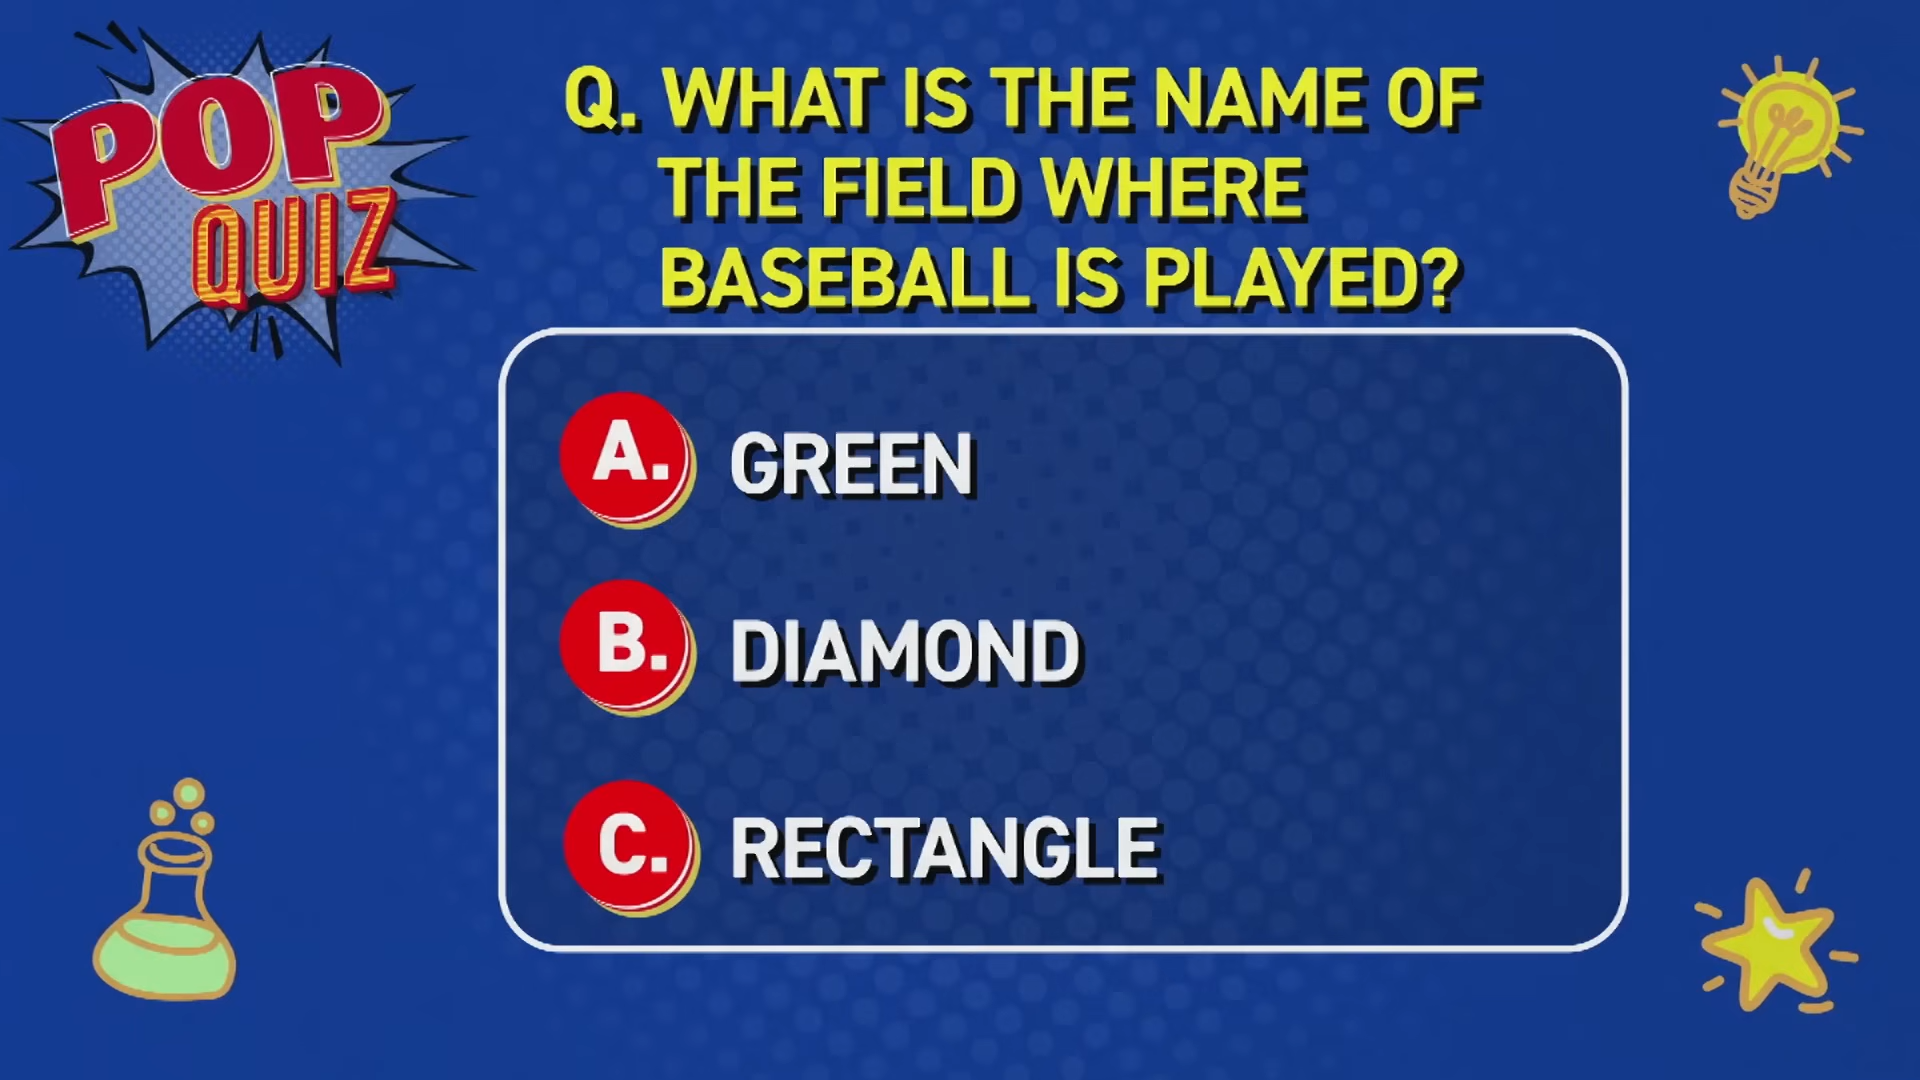 POP
QUIZ
Q. WHAT IS THE NAME OF
THE FIELD WHERE
BASEBALL IS PLAYED?
A. GREEN
B. DIAMOND
C. RECTANGLE